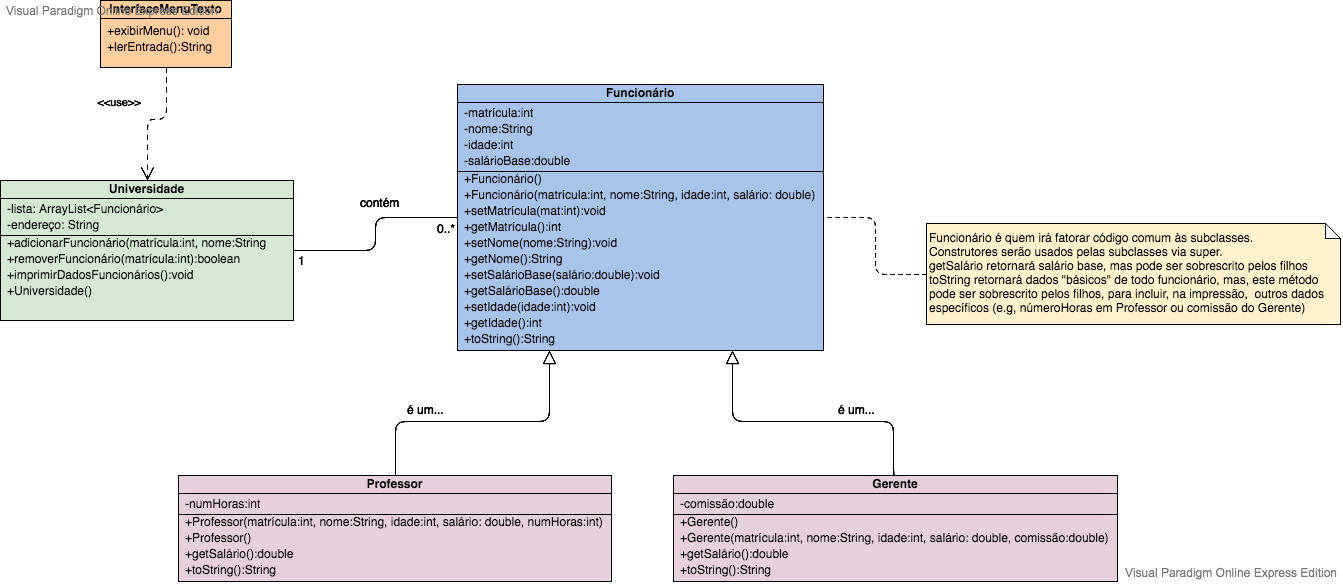 Visual Paradigm Online Express Edition
InterfaceMenuTexto
+exibirMenu(): void
+lerEntrada():String
<<use>>
Universidade
-lista: ArrayList<Funcionário>
-endereço: String
+adicionarFuncionário(matrícula:int, nome:String
+removerFuncionário(matrícula:int):boolean
+imprimirDadosFuncionários():void
+Universidade()
contém
1
0..*
Funcionário
-matrícula:int
-nome:String
-idade:int
-salárioBase:double
+Funcionário()
+Funcionário(matrícula:int, nome:String, idade:int, salário: double)
+setMatrícula(mat:int):void
+getMatrícula():int
+setNome(nome:String):void
+getNome():String
+setSalárioBase(salário:double):void
+getSalárioBase():double
+setIdade(idade:int):void
+getIdade():int
+toString():String
Funcionário é quem irá fatorar código comum às subclasses.
Construtores serão usados pelas subclasses via super.
getSalário retornará salário base, mas pode ser sobrescrito pelos filhos
toString retornará dados "básicos" de todo funcionário, mas, este método
pode ser sobrescrito pelos filhos, para incluir, na impressão, outros dados
específicos (e.g, númeroHoras em Professor ou comissão do Gerente)
é um...
é um...
Professor
-numHoras:int
+Professor(matrícula:int, nome:String, idade:int, salário: double, numHoras:int)
+Professor()
+getSalário():double
+toString():String
Gerente
-comissão:double
+Gerente()
+Gerente(matrícula:int, nome:String, idade:int, salário: double, comissão:double)
+getSalário():double
+toString():String
Visual Paradigm Online Express Edition